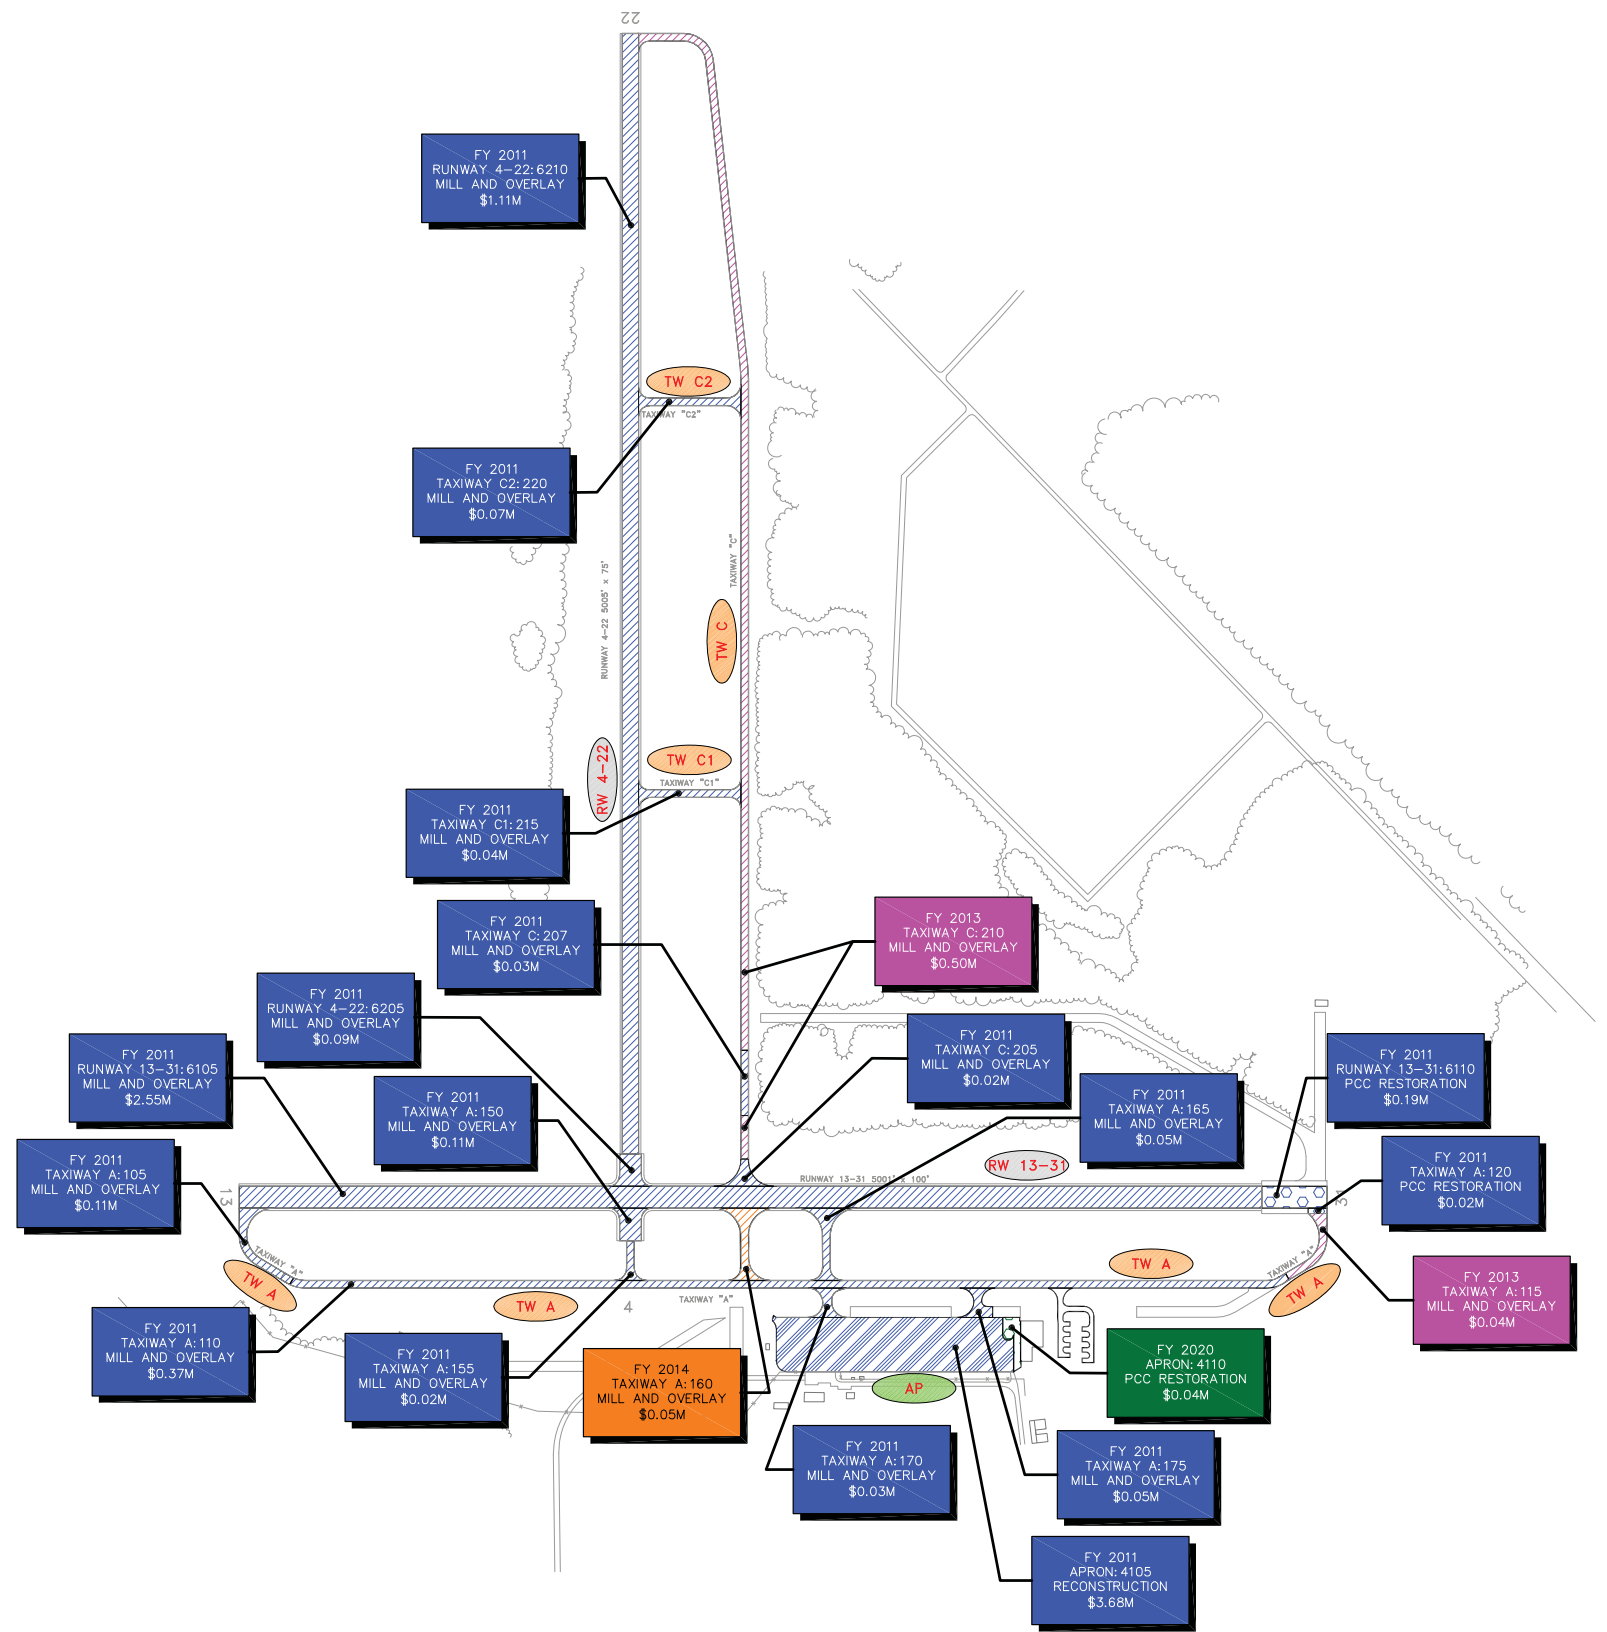 22
FY 2011
RUNWAY 4-22:6210
MILL AND OVERLAY
$1.11M
TW C2
TAXIWAY "C2"
FY 2011
TAXIWAY C2:220
MILL AND OVERLAY
$0.07M
TAXIWAY "C"
RUNWAY 4-22 5005' x 75'
TW C
RW 4-22
TW C1
TAXIWAY "C1"
FY 2011
TAXIWAY C1:215
MILL AND OVERLAY
$0.04M
FY 2011
TAXIWAY C:207
MILL AND OVERLAY
$0.03M
FY 2013
TAXIWAY C:210
MILL AND OVERLAY
$0.50M
FY 2011
RUNWAY 4-22:6205
MILL AND OVERLAY
$0.09M
FY 2011
TAXIWAY C:205
MILL AND OVERLAY
$0.02M
FY 2011
RUNWAY 13-31:6105
MILL AND OVERLAY
$2.55M
FY 2011
TAXIWAY A:150
MILL AND OVERLAY
$0.11M
FY 2011
TAXIWAY A:165
MILL AND OVERLAY
$0.05M
FY 2011
RUNWAY 13-31:6110
PCC RESTORATION
$0.19M
FY 2011
TAXIWAY A:105
MILL AND OVERLAY
$0.11M
FY 2011
TAXIWAY A:120
PCC RESTORATION
$0.02M
RW 13-31
RUNWAY 13-31 5001' x 100'
13
31
TAXIWAY "A"
TW A
TW A
TAXIWAY "A"
TW A
TAXIWAY "A"
TW A
4
FY 2013
TAXIWAY A:115
MILL AND OVERLAY
$0.04M
FY 2011
TAXIWAY A:110
MILL AND OVERLAY
$0.37M
FY 2011
TAXIWAY A:155
MILL AND OVERLAY
$0.02M
FY 2014
TAXIWAY A:160
MILL AND OVERLAY
$0.05M
AP
FY 2020
APRON:4110
PCC RESTORATION
$0.04M
FY 2011
TAXIWAY A:170
MILL AND OVERLAY
$0.03M
FY 2011
TAXIWAY A:175
MILL AND OVERLAY
$0.05M
FY 2011
APRON:4105
RECONSTRUCTION
$3.68M